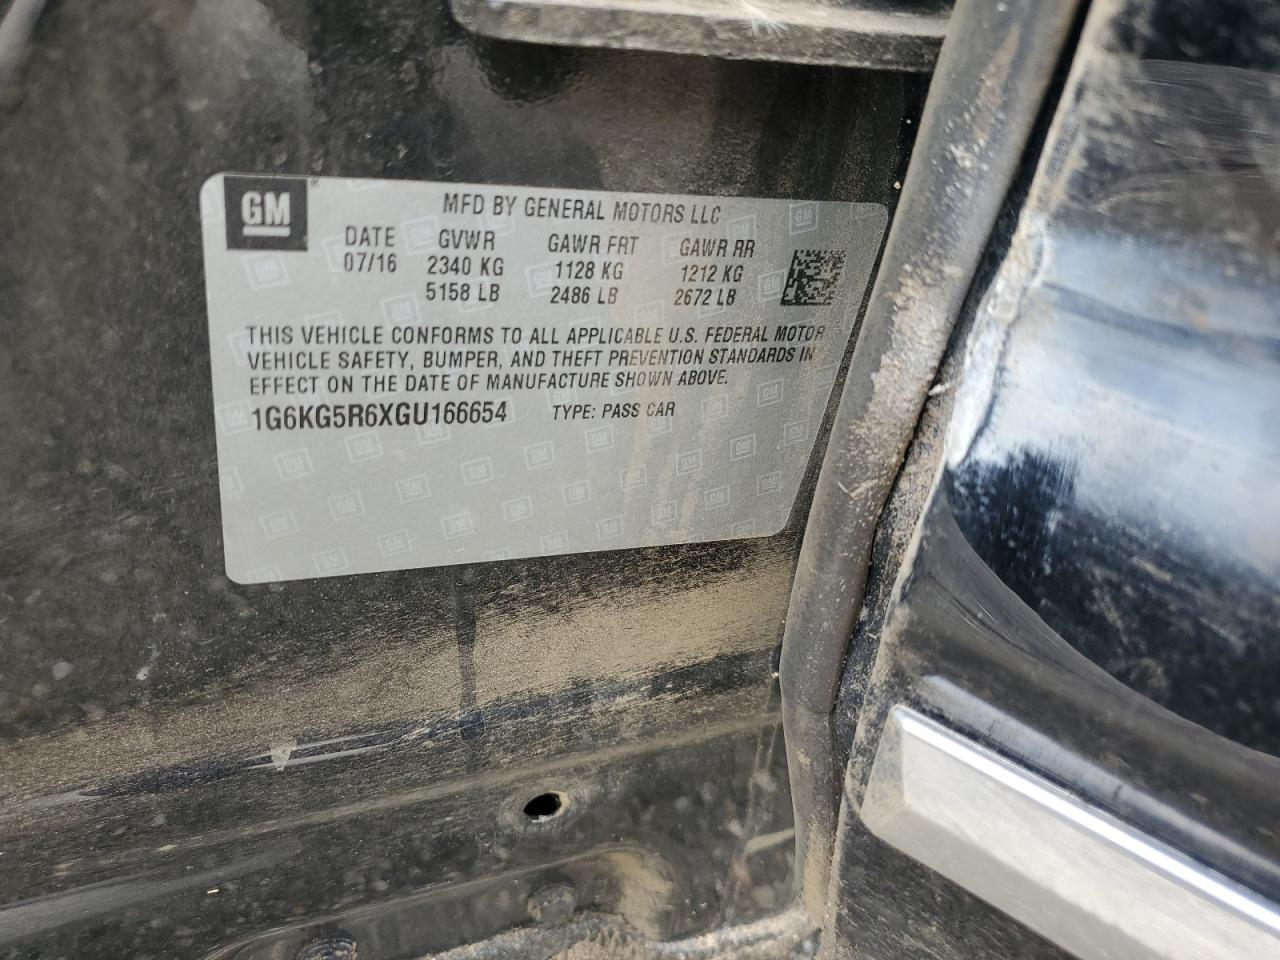 GM
MFD BY GENERAL MOTORS LLC
DATE GVWR GAWR FRT GAWR RR
07/16 2340 KG 1128 KG 1212 KG
5158 LB 2486 LB 2672 LB
THIS VEHICLE CONFORMS TO ALL APPLICABLE U.S. FEDERAL MOTOR
VEHICLE SAFETY, BUMPER, AND THEFT PREVENTION STANDARDS IN
EFFECT ON THE DATE OF MANUFACTURE SHOWN ABOVE.
1G6KG5R6XGU166654 TYPE: PASS CAR